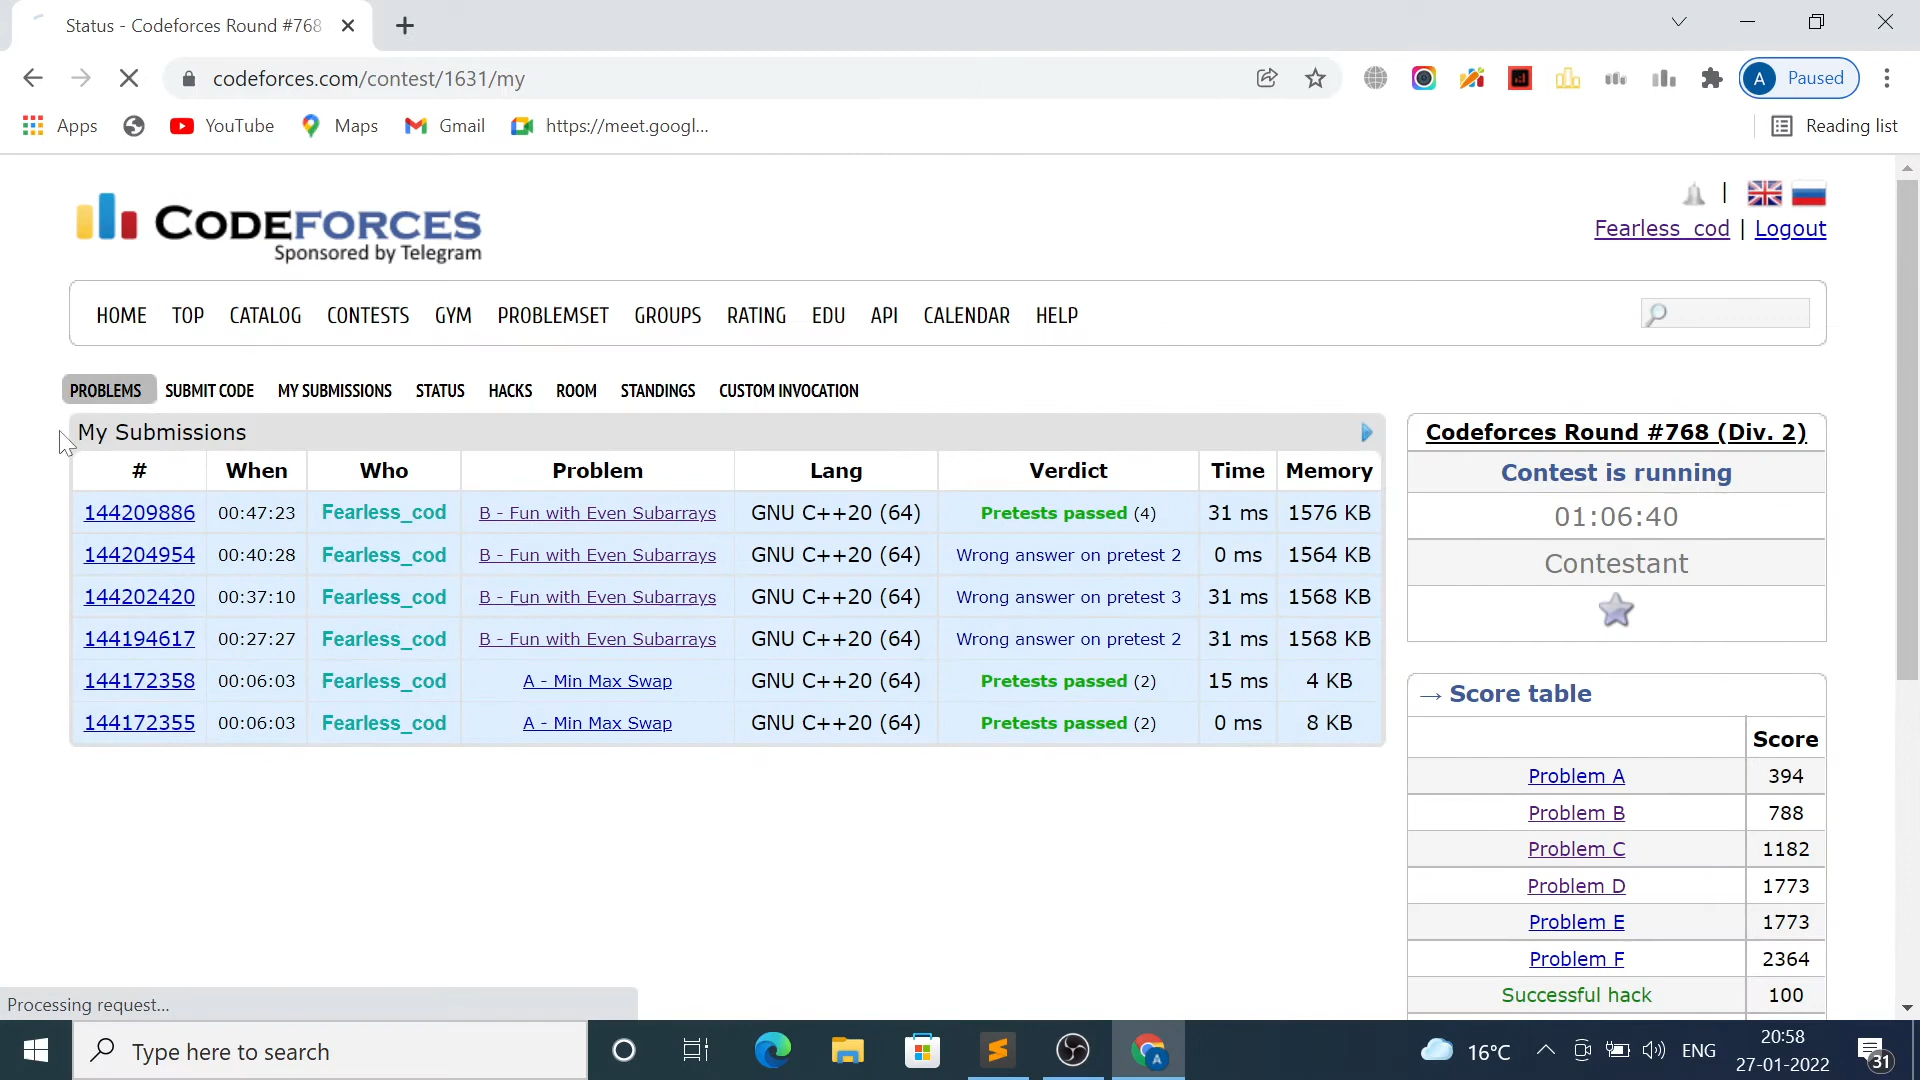 Status - Codeforces Round #768
codeforces.com/contest/1631/my
A Paused
Apps YouTube Maps Gmail https://meet.googl... Reading list
CODEFORCES
Sponsored by Telegram
|
Fearless_cod | Logout
HOME TOP CATALOG CONTESTS GYM PROBLEMSET GROUPS RATING EDU API CALENDAR HELP
PROBLEMS SUBMIT CODE MY SUBMISSIONS STATUS HACKS ROOM STANDINGS CUSTOM INVOCATION
My Submissions
# When Who Problem Lang Verdict Time Memory
144209886 00:47:23 Fearless_cod B - Fun with Even Subarrays GNU C++20 (64) Pretests passed (4) 31 ms 1576 KB
144204954 00:40:28 Fearless_cod B - Fun with Even Subarrays GNU C++20 (64) Wrong answer on pretest 2 0 ms 1564 KB
144202420 00:37:10 Fearless_cod B - Fun with Even Subarrays GNU C++20 (64) Wrong answer on pretest 3 31 ms 1568 KB
144194617 00:27:27 Fearless_cod B - Fun with Even Subarrays GNU C++20 (64) Wrong answer on pretest 2 31 ms 1568 KB
144172358 00:06:03 Fearless_cod A - Min Max Swap GNU C++20 (64) Pretests passed (2) 15 ms 4 KB
144172355 00:06:03 Fearless_cod A - Min Max Swap GNU C++20 (64) Pretests passed (2) 0 ms 8 KB
Codeforces Round #768 (Div. 2)
Contest is running
01:06:40
Contestant
→ Score table
Score
Problem A 394
Problem B 788
Problem C 1182
Problem D 1773
Problem E 1773
Problem F 2364
Successful hack 100
Processing request...
Type here to search
A
16°C
ENG
20:58
27-01-2022
31